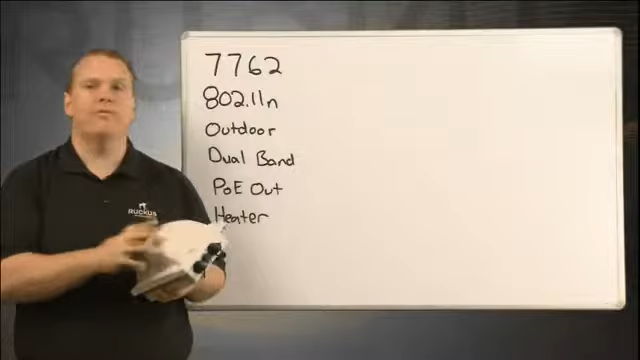 7762
802.11n
Outdoor
Dual Band
PoE Out
Heater
RUCKUS